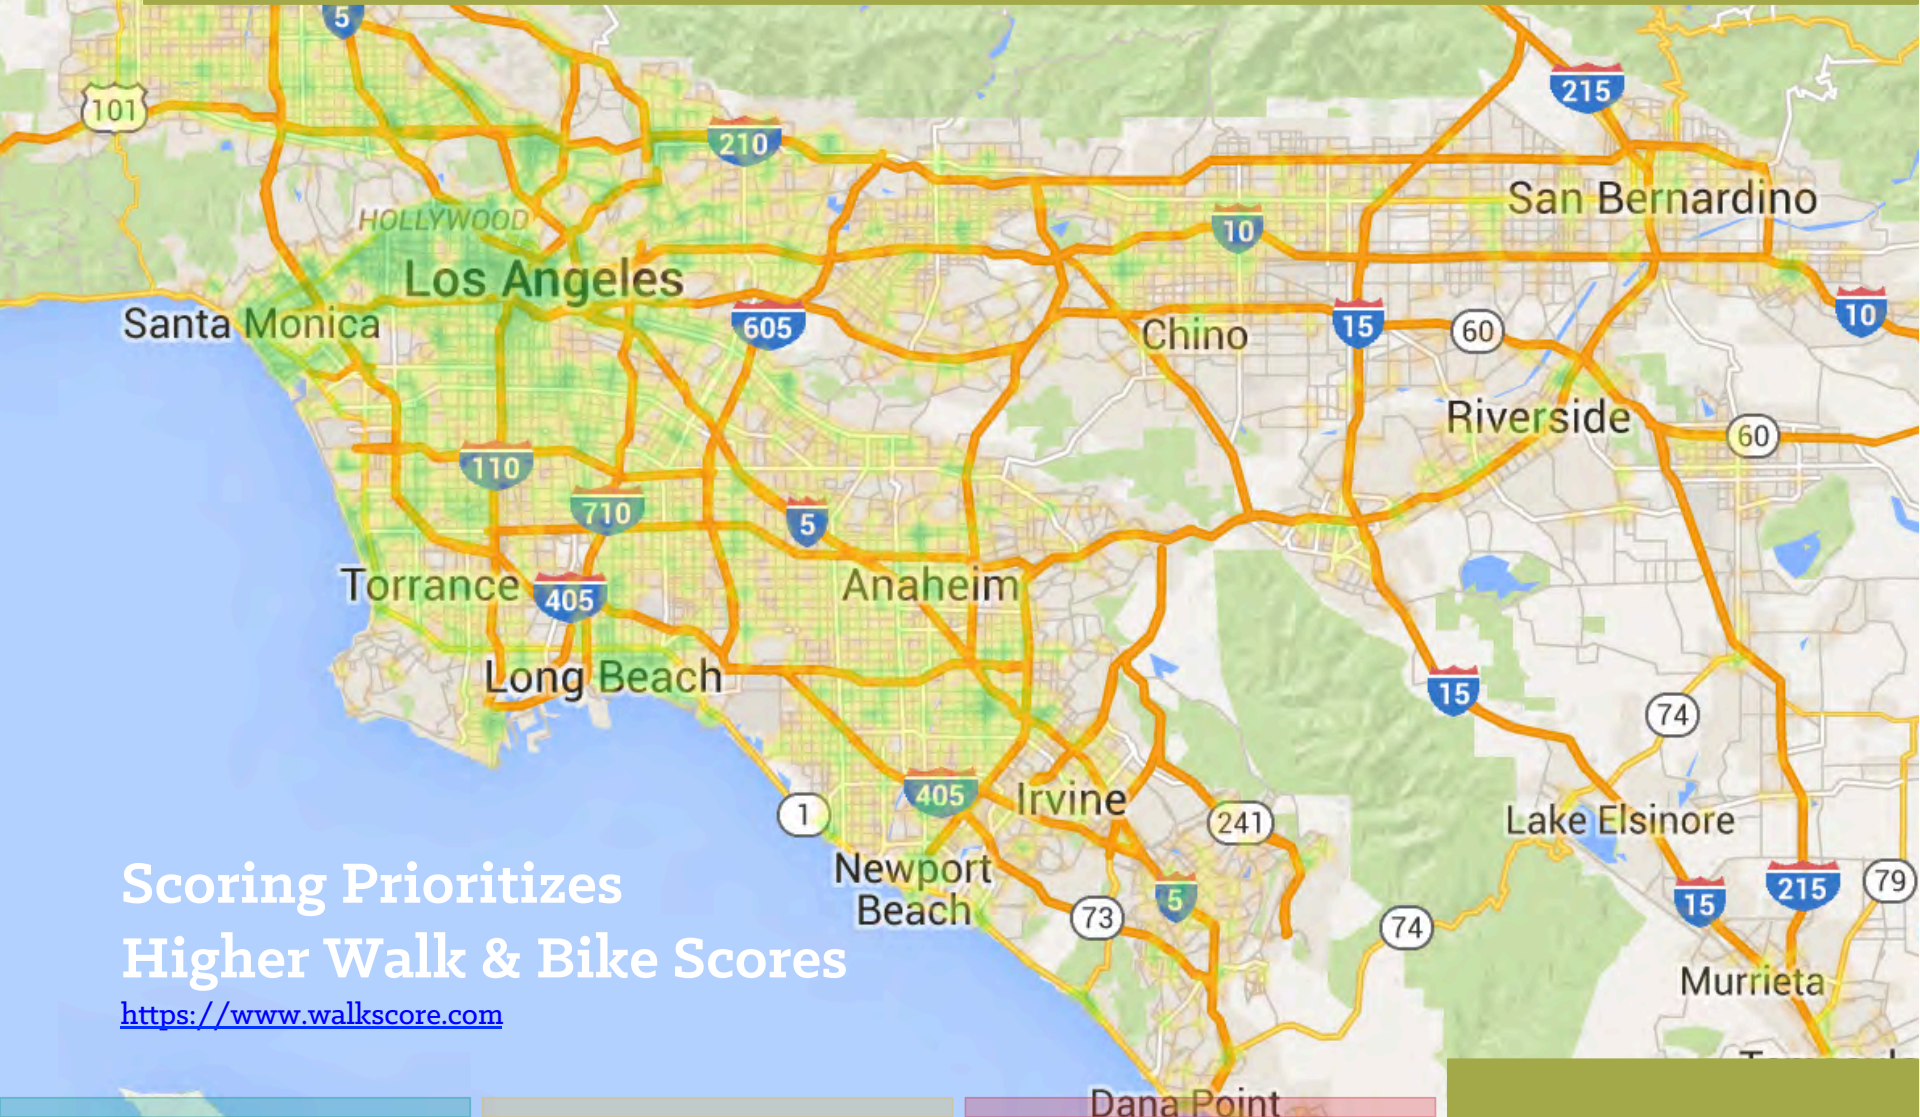 5
101
210
215
San Bernardino
HOLLYWOOD
10
Los Angeles
10
Santa Monica
605
Chino
15
60
Riverside
60
110
710
5
Torrance
405
Anaheim
Long Beach
15
74
405
Irvine
1
241
Lake Elsinore
Newport
Beach
5
73
74
15
215
79
Scoring Prioritizes
Higher Walk & Bike Scores
https://www.walkscore.com
Murrieta
Dana Point